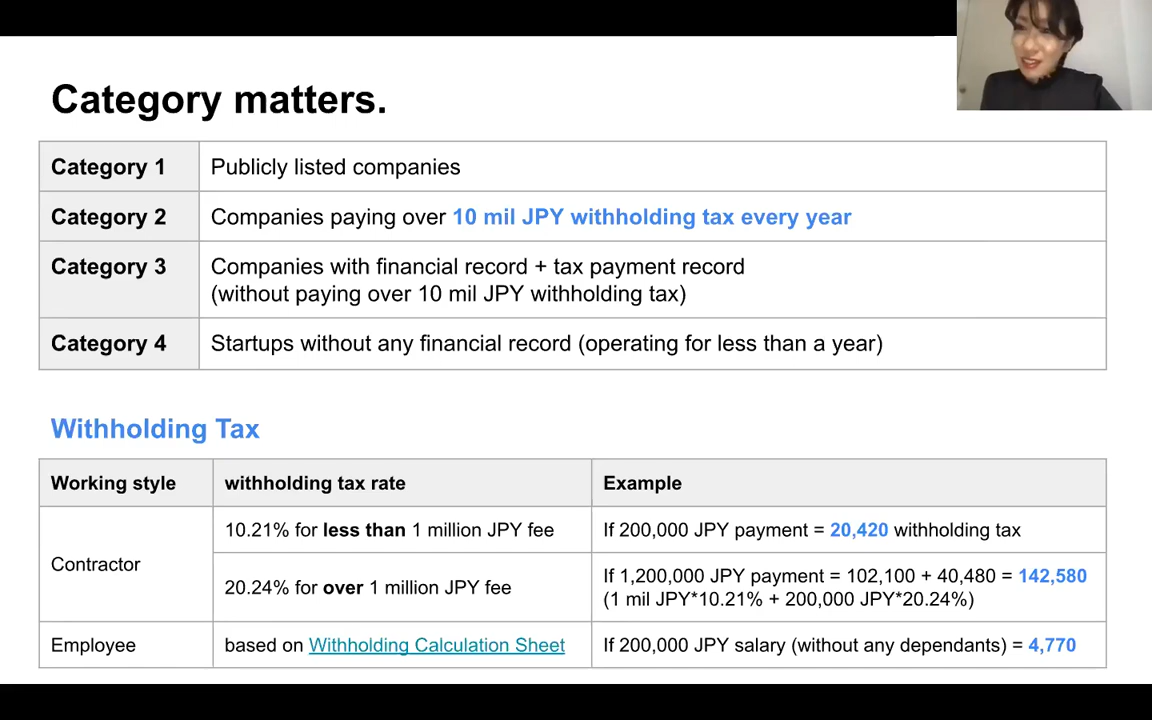 Category matters.
Category 1
Publicly listed companies
Category 2
Companies paying over 10 mil JPY withholding tax every year
Category 3
Companies with financial record + tax payment record
(without paying over 10 mil JPY withholding tax)
Category 4
Startups without any financial record (operating for less than a year)
Withholding Tax
Working style
withholding tax rate
Example
Contractor
10.21% for less than 1 million JPY fee
If 200,000 JPY payment = 20,420 withholding tax
20.24% for over 1 million JPY fee
If 1,200,000 JPY payment = 102,100 + 40,480 = 142,580
(1 mil JPY*10.21% + 200,000 JPY*20.24%)
Employee
based on Withholding Calculation Sheet
If 200,000 JPY salary (without any dependants) = 4,770